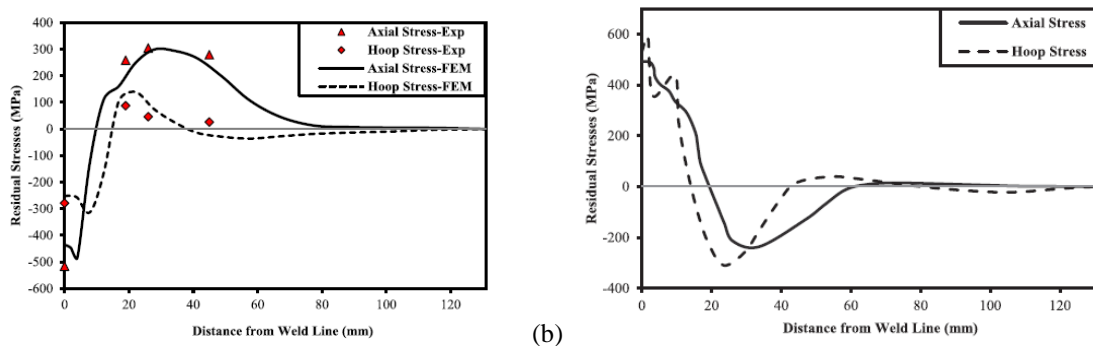 400
300
200
100
0
-100
-200
-300
-400
-500
-600
Residual Stresses (MPa)
Axial Stress-Exp
Hoop Stress-Exp
Axial Stress-FEM
Hoop Stress-FEM
0 20 40 60 80 100 120
Distance from Weld Line (mm)
(b)
600
400
200
0
-200
-400
Residual Stresses (MPa)
Axial Stress
Hoop Stress
0 20 40 60 80 100 120
Distance from Weld Line (mm)